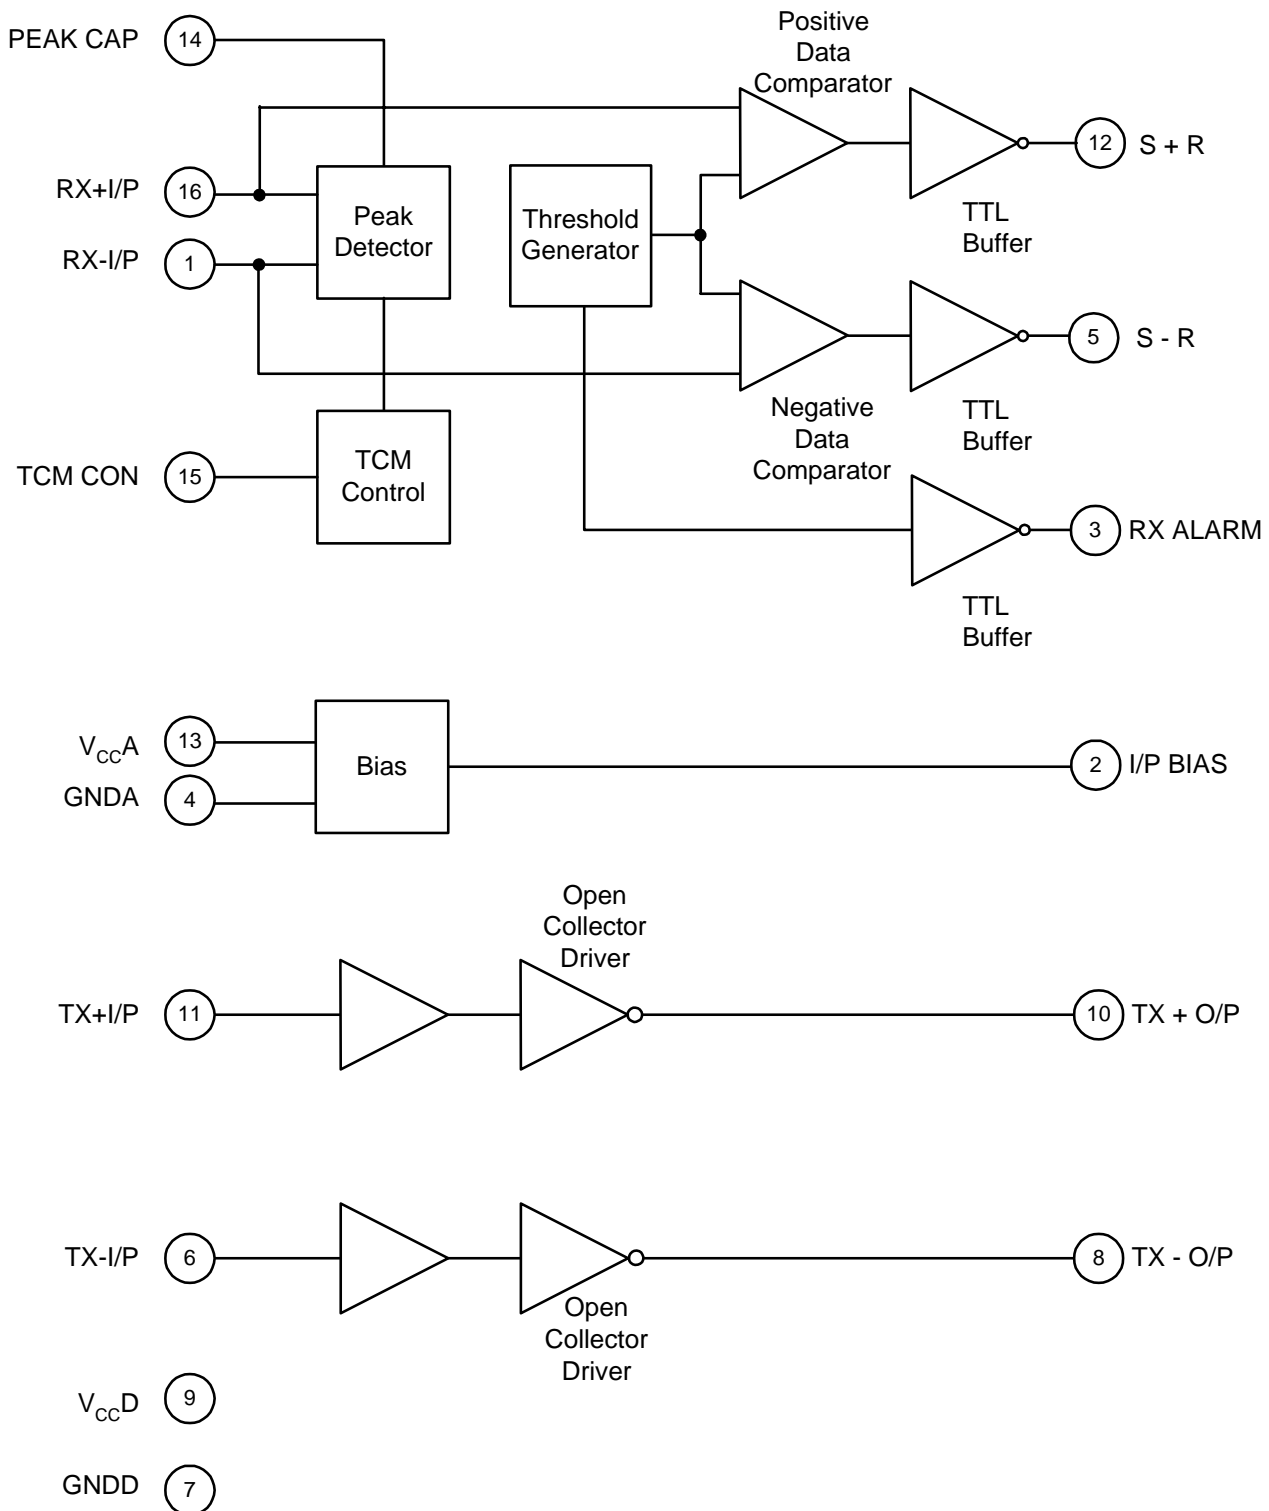 PEAK CAP 14
Positive
Data
Comparator
RX+I/P 16
Peak
Detector
Threshold
Generator
12 S + R
TTL
Buffer
RX-I/P 1
5 S - R
Negative
Data
Comparator
TTL
Buffer
TCM CON 15
TCM
Control
3 RX ALARM
TTL
Buffer
VCCA 13
GNDA 4
Bias
2 I/P BIAS
Open
Collector
Driver
TX+I/P 11
10 TX + O/P
TX-I/P 6
8 TX - O/P
Open
Collector
Driver
VCCD 9
GNDD 7